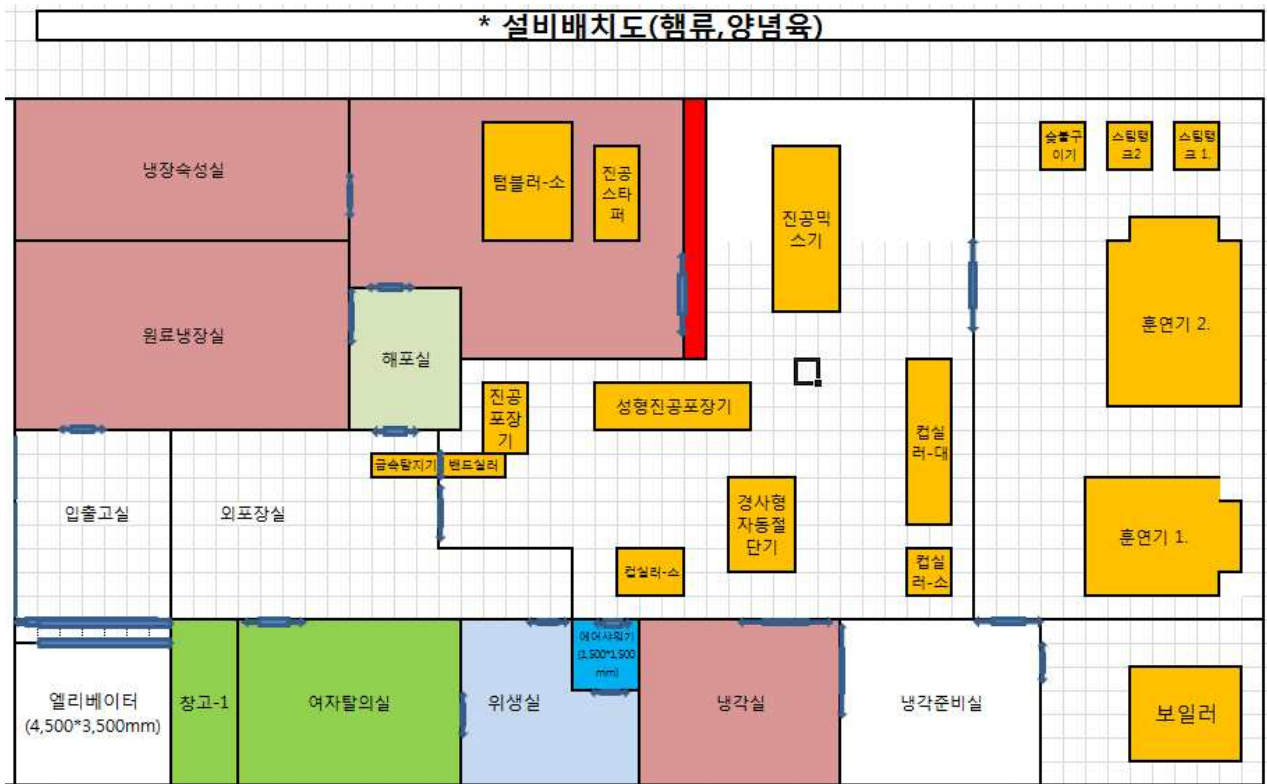 * 설비배치도(햄류,양념육)
냉장숙성실
텀블러-소
진공
스타
퍼
진공믹
스기
숯불구
이기
스팀탱
크2
스팀탱
크 1.
원료냉장실
해포실
훈연기 2.
진공
포장
기
성형진공포장기
컵실
러-대
금속탐지기
밴드실러
입출고실
외포장실
경사형
자동절
단기
훈연기 1.
컵실러-소
컵실
러-소
에어샤워기
(1,500*1,500
mm)
엘리베이터
(4,500*3,500mm)
창고-1
여자탈의실
위생실
냉각실
냉각준비실
보일러